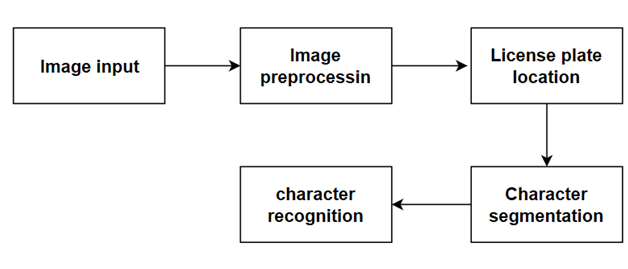 Image input
Image
preprocessin
License plate
location
Character
segmentation
character
recognition